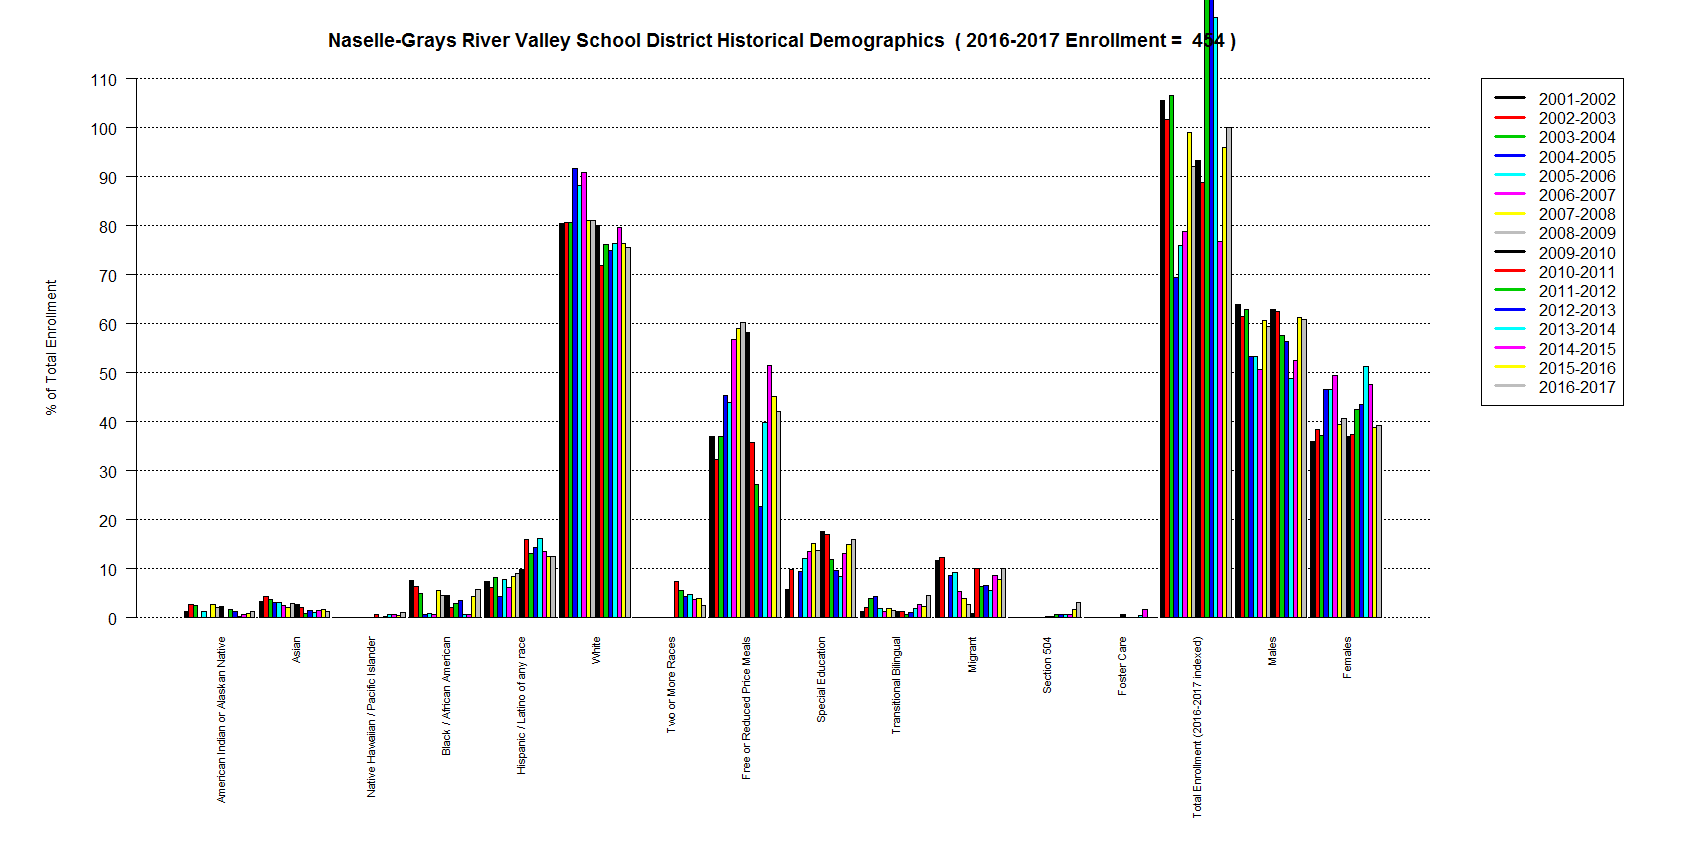 Naselle-Grays River Valley School District Historical Demographics ( 2016-2017 Enrollment = 454 )
110
100
90
80
70
60
50
40
30
20
10
0
% of Total Enrollment
American Indian or Alaskan Native
Asian
Native Hawaiian / Pacific Islander
Black / African American
Hispanic / Latino of any race
White
Two or More Races
Free or Reduced Price Meals
Special Education
Transitional Bilingual
Migrant
Section 504
Foster Care
Total Enrollment (2016-2017 indexed)
Males
Females
2001-2002
2002-2003
2003-2004
2004-2005
2005-2006
2006-2007
2007-2008
2008-2009
2009-2010
2010-2011
2011-2012
2012-2013
2013-2014
2014-2015
2015-2016
2016-2017